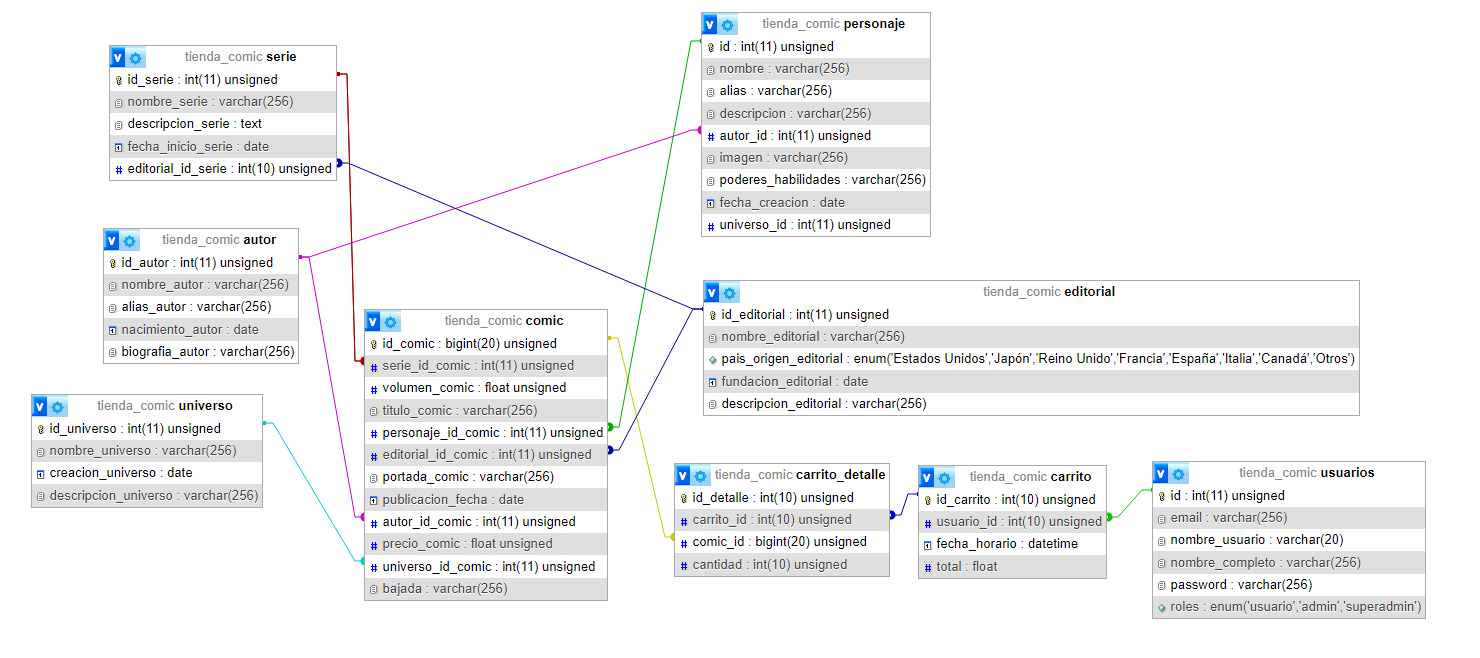 tienda_comic serie
id_serie : int(11) unsigned
nombre_serie : varchar(256)
descripcion_serie : text
fecha_inicio_serie : date
editorial_id_serie : int(10) unsigned
tienda_comic personaje
id : int(11) unsigned
nombre : varchar(256)
alias : varchar(256)
descripcion : varchar(256)
autor_id : int(11) unsigned
imagen : varchar(256)
poderes_habilidades : varchar(256)
fecha_creacion : date
universo_id : int(11) unsigned
tienda_comic autor
id_autor : int(11) unsigned
nombre_autor : varchar(256)
alias_autor : varchar(256)
nacimiento_autor : date
biografia_autor : varchar(256)
tienda_comic editorial
id_editorial : int(11) unsigned
nombre_editorial : varchar(256)
pais_origen_editorial : enum('Estados Unidos','Japón','Reino Unido','Francia','España','Italia','Canadá','Otros')
fundacion_editorial : date
descripcion_editorial : varchar(256)
tienda_comic comic
id_comic : bigint(20) unsigned
serie_id_comic : int(11) unsigned
volumen_comic : float unsigned
titulo_comic : varchar(256)
personaje_id_comic : int(11) unsigned
editorial_id_comic : int(11) unsigned
portada_comic : varchar(256)
publicacion_fecha : date
autor_id_comic : int(11) unsigned
precio_comic : float unsigned
universo_id_comic : int(11) unsigned
bajada : varchar(256)
tienda_comic universo
id_universo : int(11) unsigned
nombre_universo : varchar(256)
creacion_universo : date
descripcion_universo : varchar(256)
tienda_comic carrito_detalle
id_detalle : int(10) unsigned
carrito_id : int(10) unsigned
comic_id : bigint(20) unsigned
cantidad : int(10) unsigned
tienda_comic carrito
id_carrito : int(10) unsigned
usuario_id : int(10) unsigned
fecha_horario : datetime
total : float
tienda_comic usuarios
id : int(11) unsigned
email : varchar(256)
nombre_usuario : varchar(20)
nombre_completo : varchar(256)
password : varchar(256)
roles : enum('usuario','admin','superadmin')